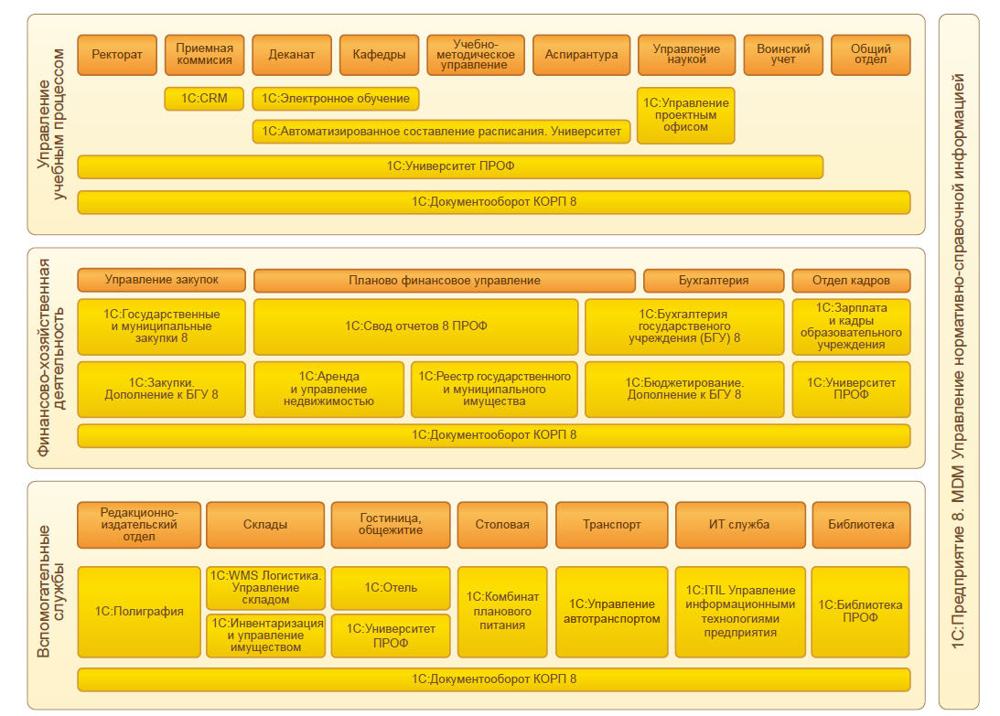 Управление
учебным процессом
Ректорат
Приемная
комиссия
Деканат
Кафедры
Учебно-
методическое
управление
Аспирантура
Управление
наукой
Воинский
учет
Общий
отдел
1С:CRM
1С:Электронное обучение
1С:Управление
проектным
офисом
1С:Автоматизированное составление расписания. Университет
1С:Университет ПРОФ
1С:Документооборот КОРП 8
Финансово-хозяйственная
деятельность
Управление закупок
Планово финансовое управление
Бухгалтерия
Отдел кадров
1С:Государственные
и муниципальные
закупки 8
1С:Свод отчетов 8 ПРОФ
1С:Бухгалтерия
государственого
учреждения (БГУ) 8
1С:Зарплата
и кадры
образовательного
учреждения
1С:Закупки.
Дополнение к БГУ 8
1С:Аренда
и управление
недвижимостью
1С:Реестр государственного
и муниципального
имущества
1С:Бюджетирование.
Дополнение к БГУ 8
1С:Университет
ПРОФ
1С:Документооборот КОРП 8
Вспомогательные
службы
Редакционно-
издательский
отдел
Склады
Гостиница,
общежитие
Столовая
Транспорт
ИТ служба
Библиотека
1С:Полиграфия
1С:WMS Логистика.
Управление
складом
1С:Инвентаризация
и управление
имуществом
1С:Отель
1С:Университет
ПРОФ
1С:Комбинат
планового
питания
1С:Управление
автотранспортом
1С:ITIL Управление
информационными
технологиями
предприятия
1С:Библиотека
ПРОФ
1С:Документооборот КОРП 8
1С:Предприятие 8. MDM Управление нормативно-справочной информацией